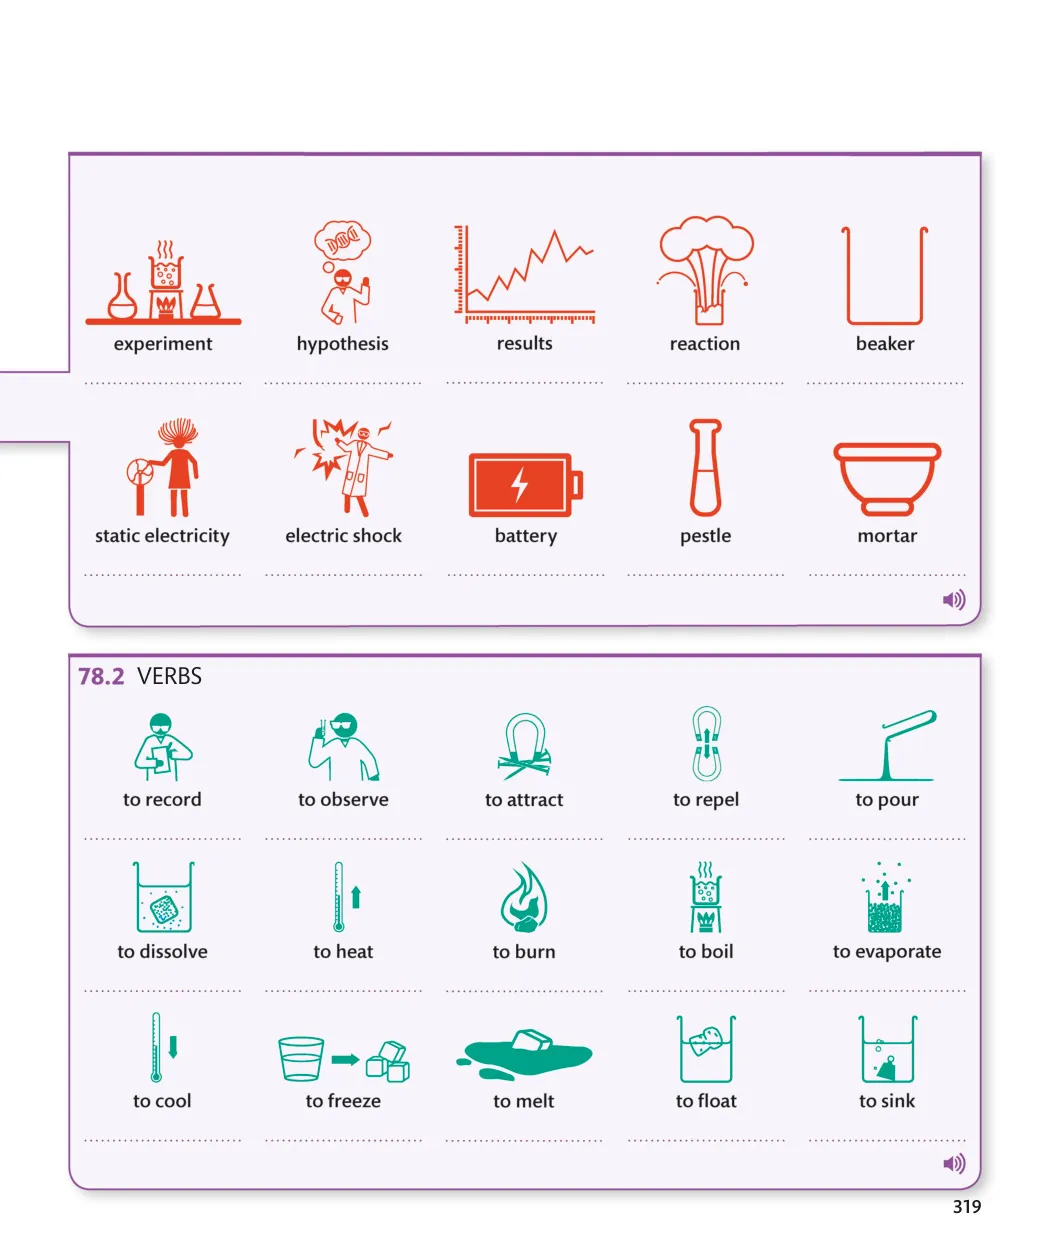 experiment hypothesis results reaction beaker
static electricity electric shock battery pestle mortar
78.2 VERBS
to record to observe to attract to repel to pour
to dissolve to heat to burn to boil to evaporate
to cool to freeze to melt to float to sink
319